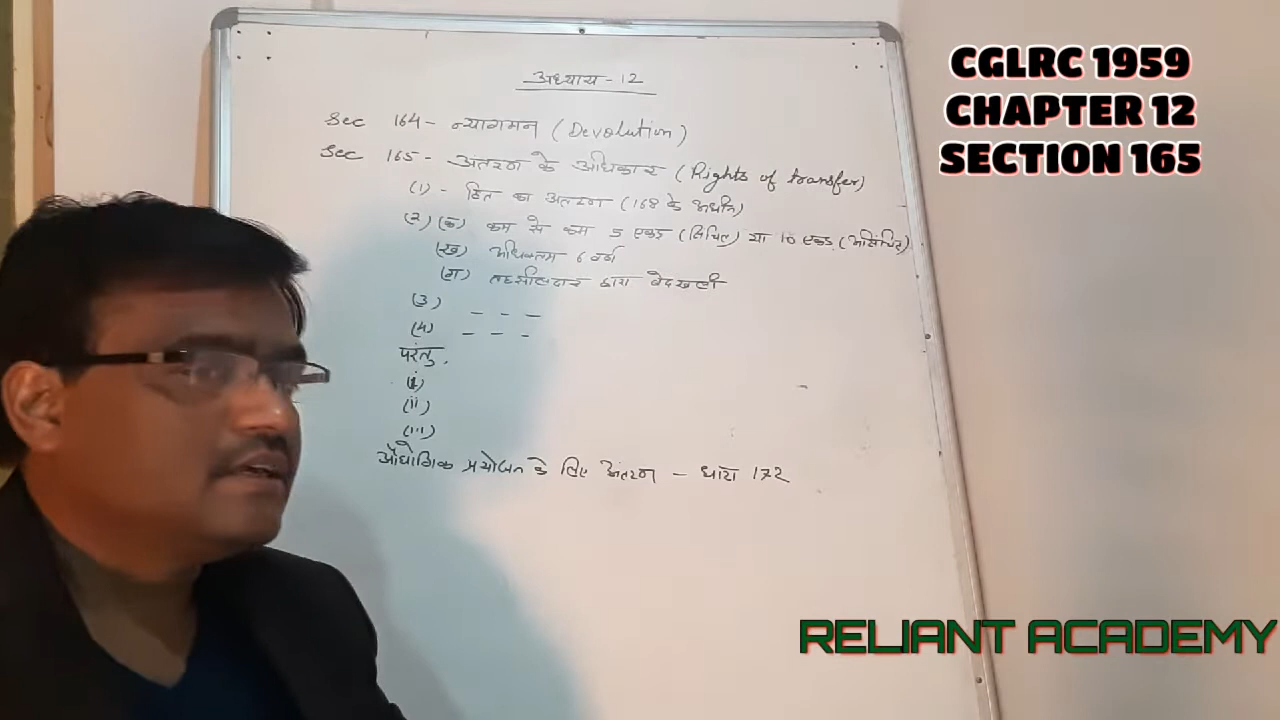 अध्याय - 12
Sec 164 - न्यागमन (Devolution)
Sec 165 - अंतरण के अधिकार (Rights of transfer)
(1) - हित का अंतरण (168 के अधीन)
(2) (क) कम से कम 5 एकड़ (सिंचित) या 10 एकड़ (असिंचित)
(ख) अधिकतम 6 वर्ष
(ग) तहसीलदार द्वारा बेदखली
(3) - - -
(4) - - -
परंतु,
(i)
(ii)
(iii)
औद्योगिक प्रयोजन के लिए अंतरण - धारा 172
CGLRC 1959
CHAPTER 12
SECTION 165
RELIANT ACADEMY